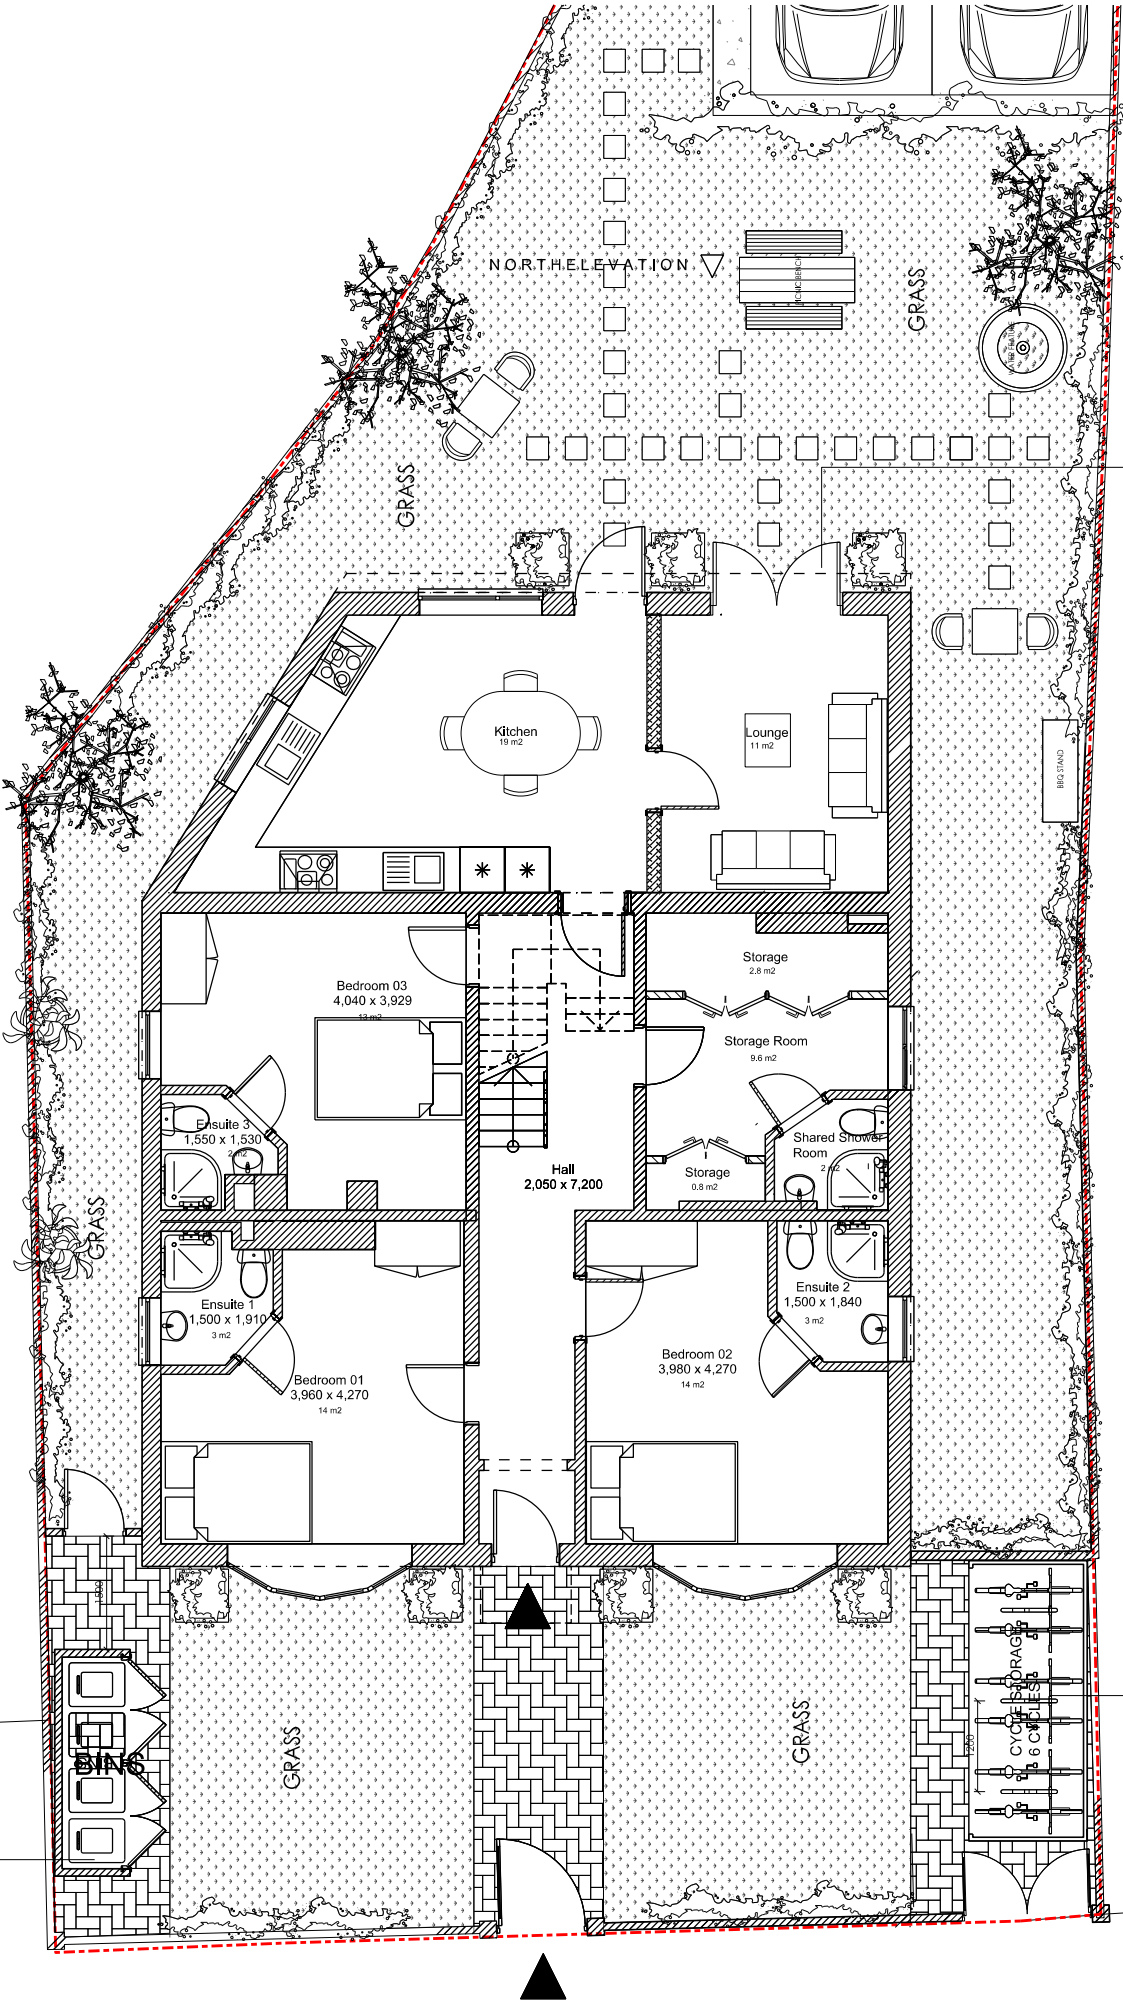 NORTHELEVATION
PICNIC BENCH
GRASS
WATER FEATURE
GRASS
Kitchen
19 m2
Lounge
11 m2
BBQ STAND
Bedroom 03
4,040 x 3,929
13 m2
Storage
2.8 m2
Storage Room
9.6 m2
Ensuite 3
1,550 x 1,530
2 m2
Shared Shower
Room
2 m2
Hall
2,050 x 7,200
Storage
0.8 m2
GRASS
Ensuite 1
1,500 x 1,910
3 m2
Ensuite 2
1,500 x 1,840
3 m2
Bedroom 01
3,960 x 4,270
14 m2
Bedroom 02
3,980 x 4,270
14 m2
BINS
GRASS
GRASS
CYCLE STORAGE
6 CYCLES
1200